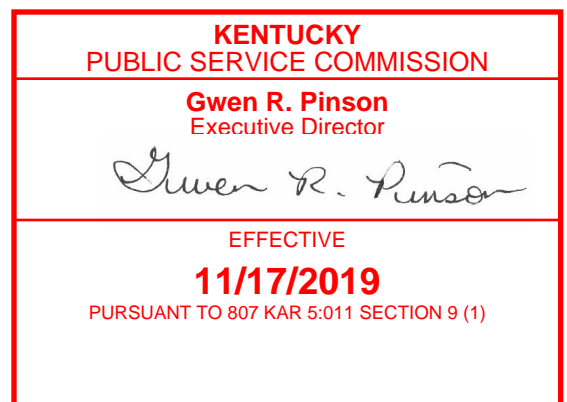 KENTUCKY
PUBLIC SERVICE COMMISSION
Gwen R. Pinson
Executive Director
Gwen R. Pinson
EFFECTIVE
11/17/2019
PURSUANT TO 807 KAR 5:011 SECTION 9 (1)